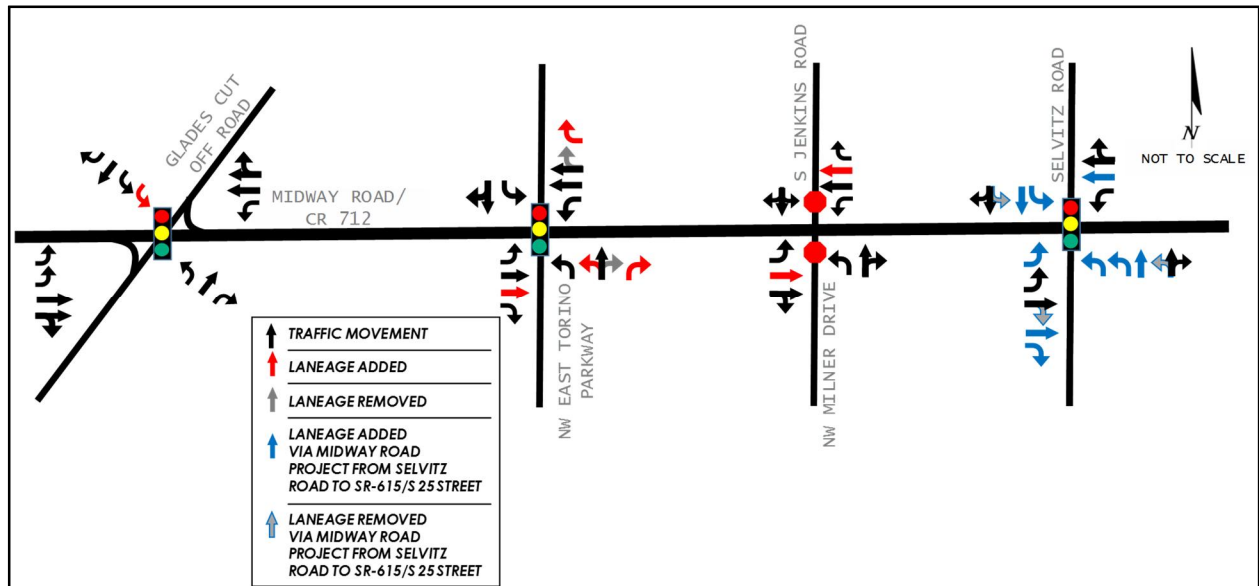 GLADES CUT
OFF ROAD
MIDWAY ROAD/
CR 712
NW EAST TORINO
PARKWAY
S JENKINS ROAD
NW MILNER DRIVE
SELVITZ ROAD
N
NOT TO SCALE
TRAFFIC MOVEMENT
LANEAGE ADDED
LANEAGE REMOVED
LANEAGE ADDED
VIA MIDWAY ROAD
PROJECT FROM SELVITZ
ROAD TO SR-615/S 25 STREET
LANEAGE REMOVED
VIA MIDWAY ROAD
PROJECT FROM SELVITZ
ROAD TO SR-615/S 25 STREET